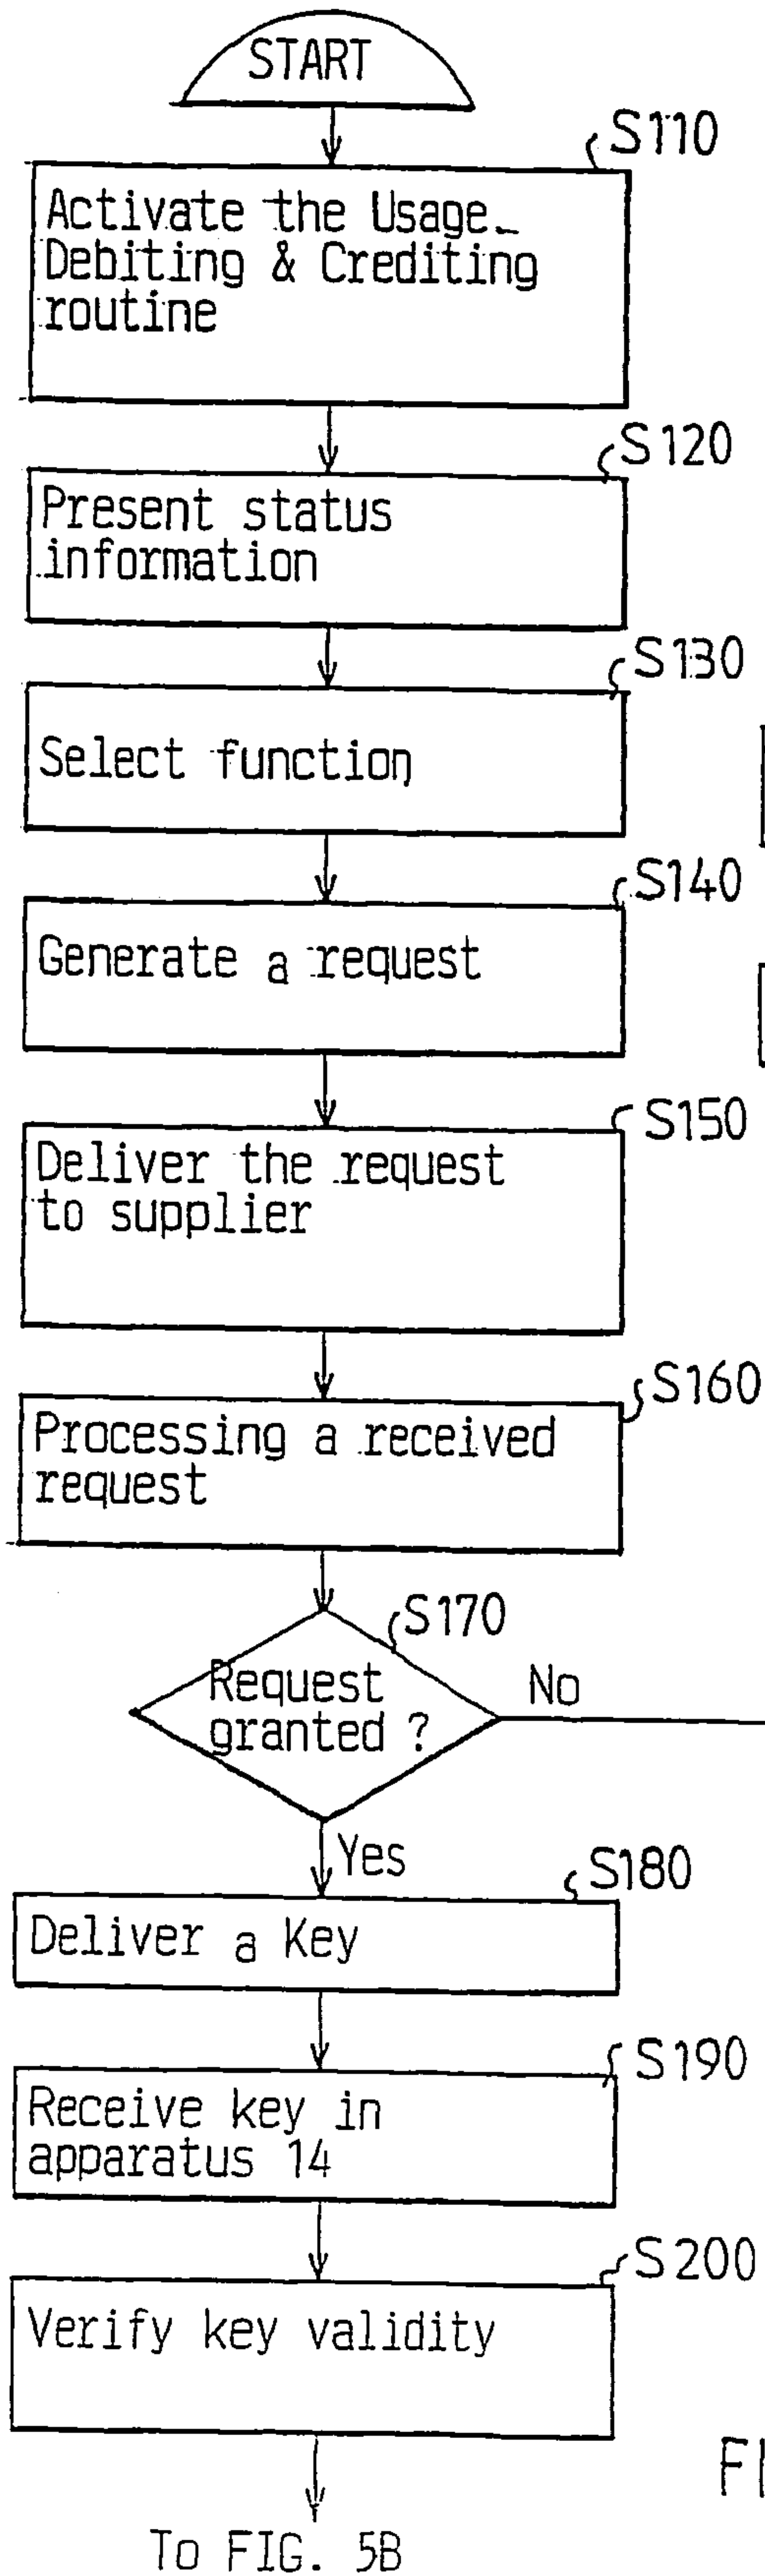 START
S110
Activate the Usage
Debiting & Crediting
routine
S120
Present status
information
S130
Select function
S140
Generate a request
S150
Deliver the request
to supplier
S160
Processing a received
request
S170
Request
granted ?
No
Yes
S180
Deliver a Key
S190
Receive key in
apparatus 14
S200
Verify key validity
To FIG. 5B